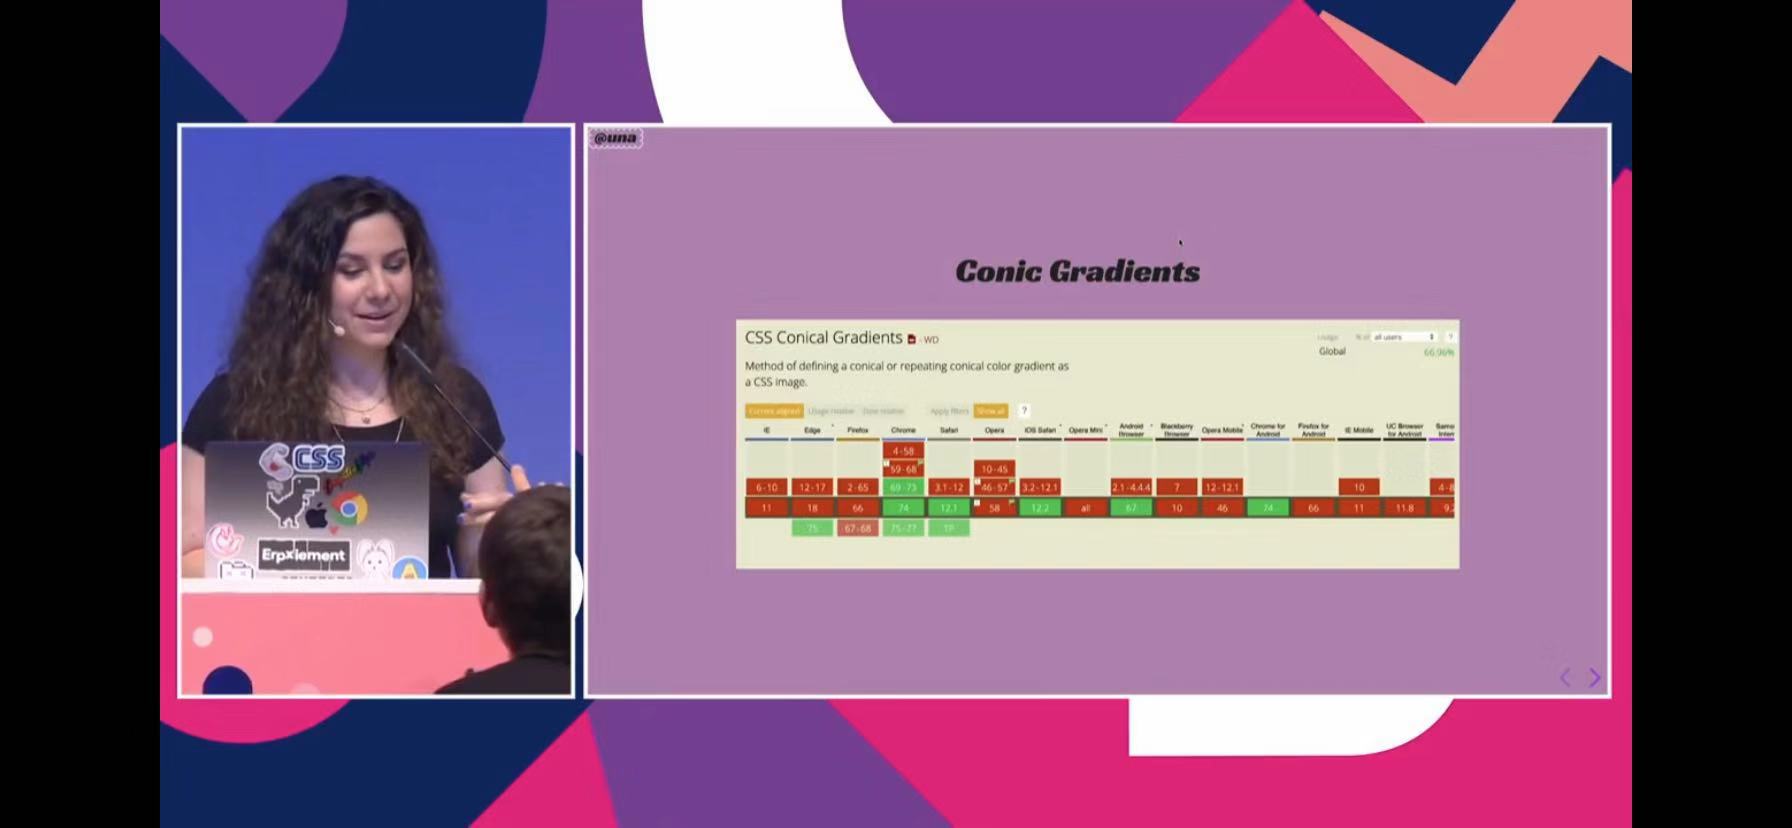 @una
Conic Gradients
CSS Conical Gradients - WD
Usage % of all users ?
Global 66.96%
Method of defining a conical or repeating conical color gradient as
a CSS image.
Current aligned Usage relative Date relative Apply filters Show all ?
IE Edge Firefox Chrome Safari Opera iOS Safari Opera Mini Android Browser Blackberry Browser Opera Mobile Chrome for Android Firefox for Android IE Mobile UC Browser for Android
4-58
59-68 10-45
6-10 12-17 2-65 69-73 3.1-12 46-57 3.2-12.1 2.1-4.4.4 7 12-12.1 10 4-8
11 18 66 74 12.1 58 12.2 all 67 10 46 74 66 11 11.8 9.2
75 67-68 75-77 TP
CSS
Erpxlement